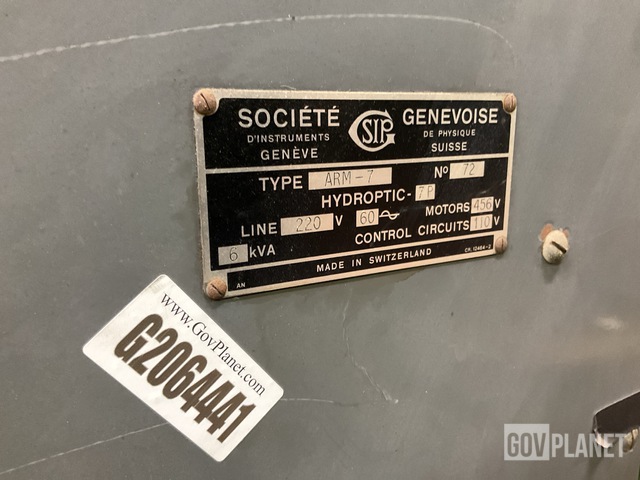 SOCIÉTÉ SIP GENEVOISE
D'INSTRUMENTS DE PHYSIQUE
GENÈVE SUISSE
TYPE ARM-7 Nº 72
HYDROPTIC- 7P
LINE 220 V 60 ~ MOTORS 456 V
6 kVA CONTROL CIRCUITS 110 V
MADE IN SWITZERLAND
AN CR. 12464-2
www.GovPlanet.com
G2064441
GOVPLANET